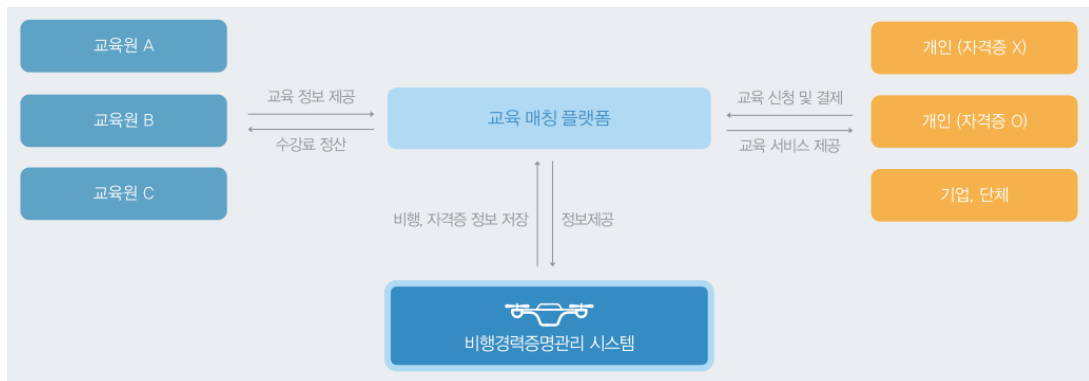 교육원 A
교육원 B
교육원 C
교육 정보 제공
수강료 정산
교육 매칭 플랫폼
교육 신청 및 결제
교육 서비스 제공
개인 (자격증 X)
개인 (자격증 O)
기업, 단체
비행, 자격증 정보 저장
정보제공
비행경력증명관리 시스템